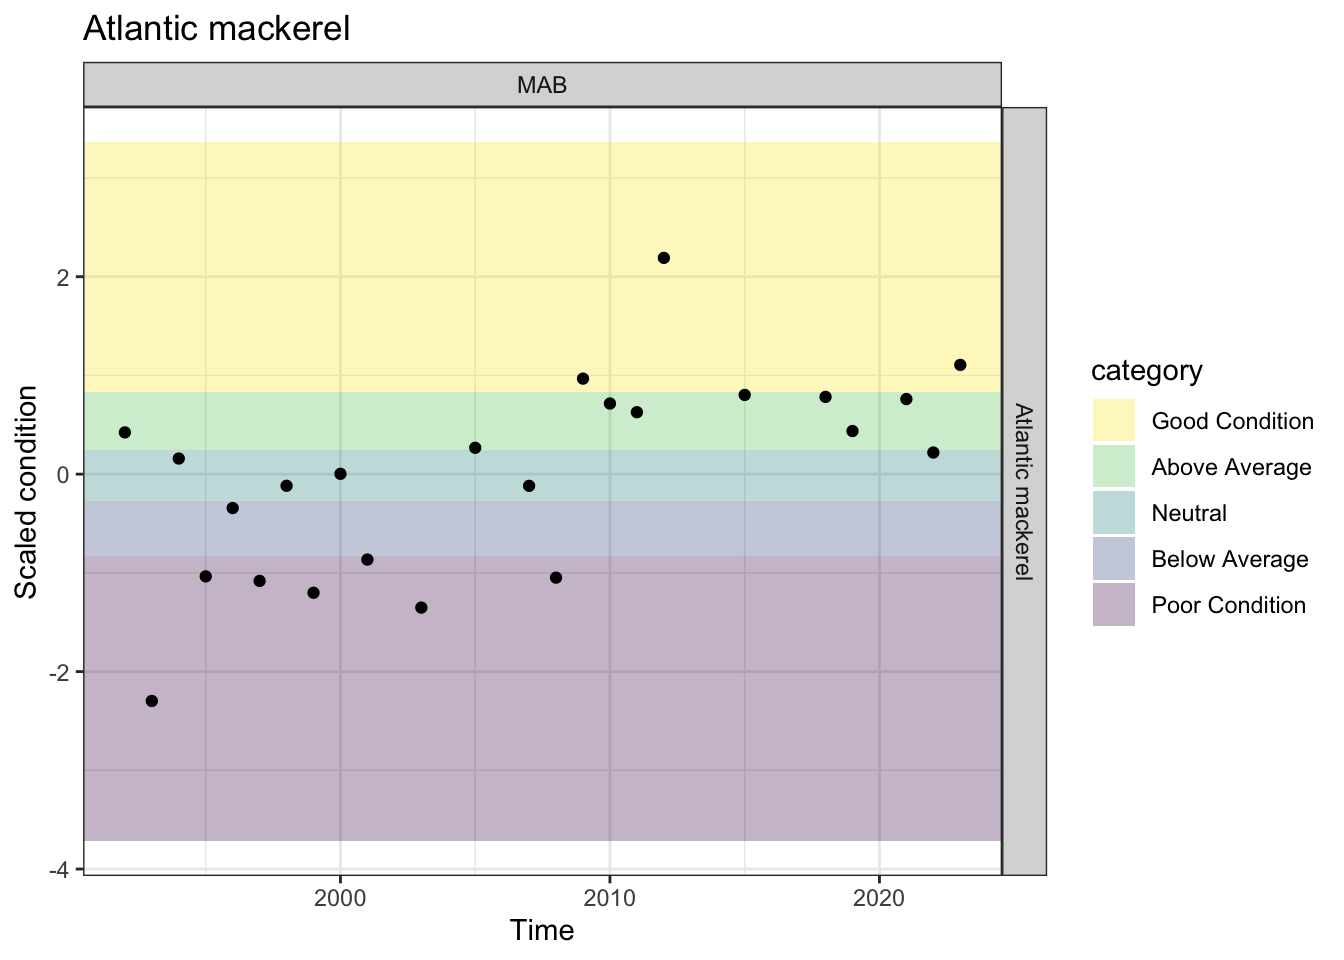 Atlantic mackerel
MAB
2
0
-2
-4
Scaled condition
Atlantic mackerel
2000
2010
2020
Time
category
Good Condition
Above Average
Neutral
Below Average
Poor Condition